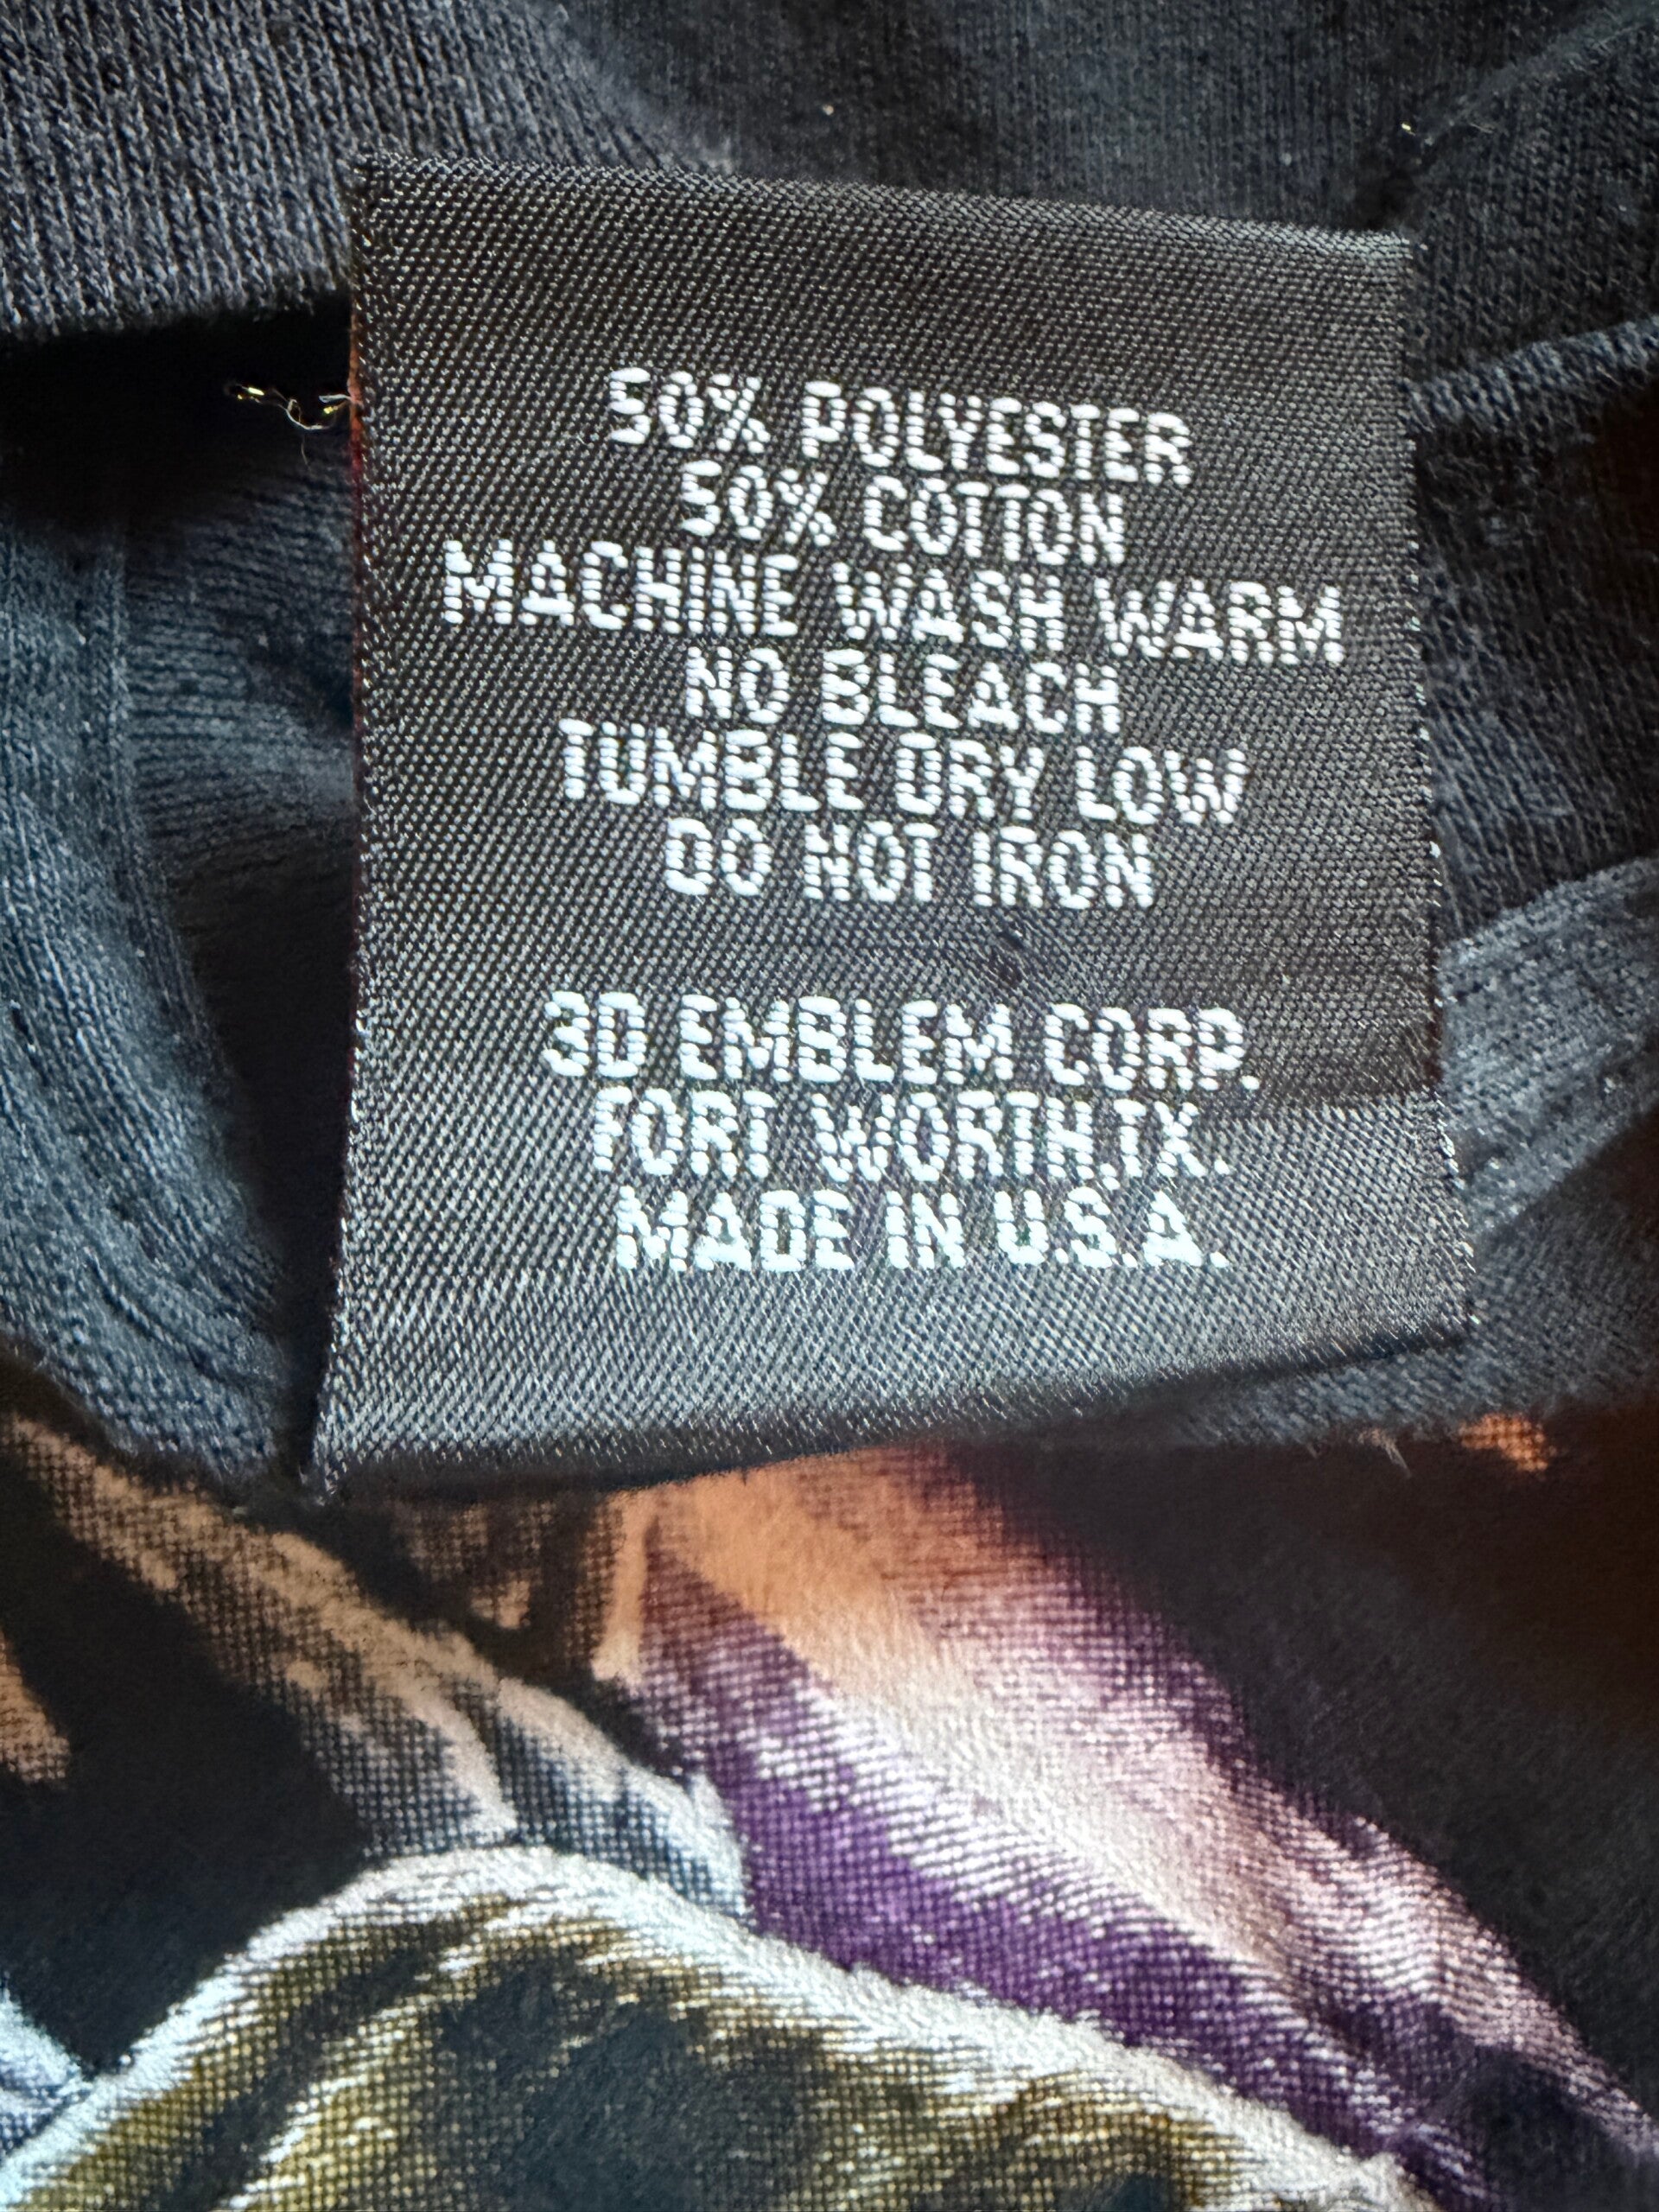 50% POLYESTER
50% COTTON
MACHINE WASH WARM
NO BLEACH
TUMBLE DRY LOW
DO NOT IRON
3D EMBLEM CORP.
FORT WORTH,TX.
MADE IN U.S.A.